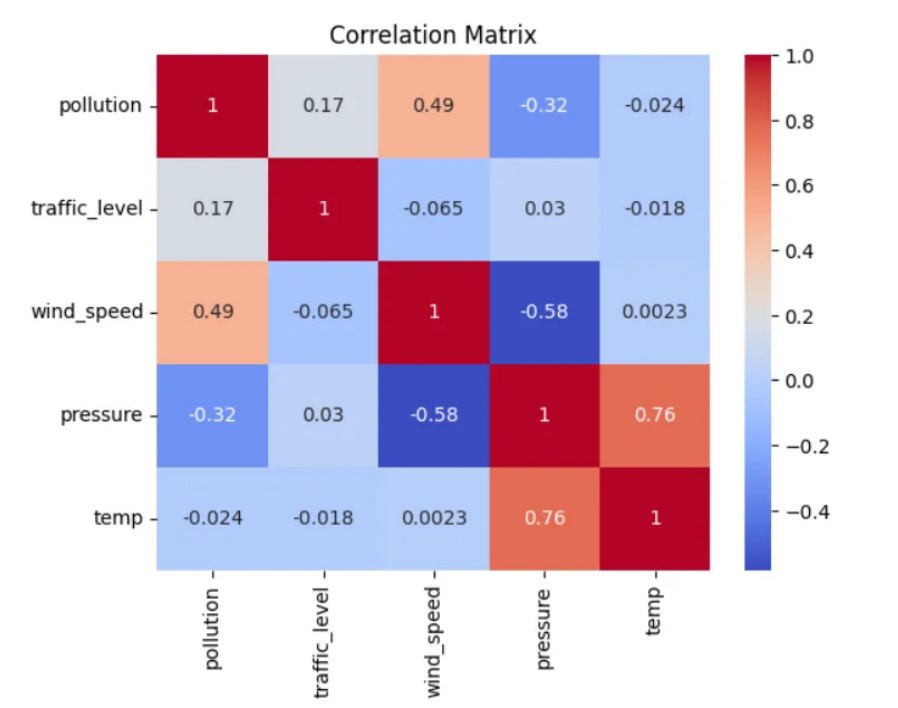 Correlation Matrix
pollution 1 0.17 0.49 -0.32 -0.024
traffic_level 0.17 1 -0.065 0.03 -0.018
wind_speed 0.49 -0.065 1 -0.58 0.0023
pressure -0.32 0.03 -0.58 1 0.76
temp -0.024 -0.018 0.0023 0.76 1
pollution
traffic_level
wind_speed
pressure
temp
1.0
0.8
0.6
0.4
0.2
0.0
−0.2
−0.4